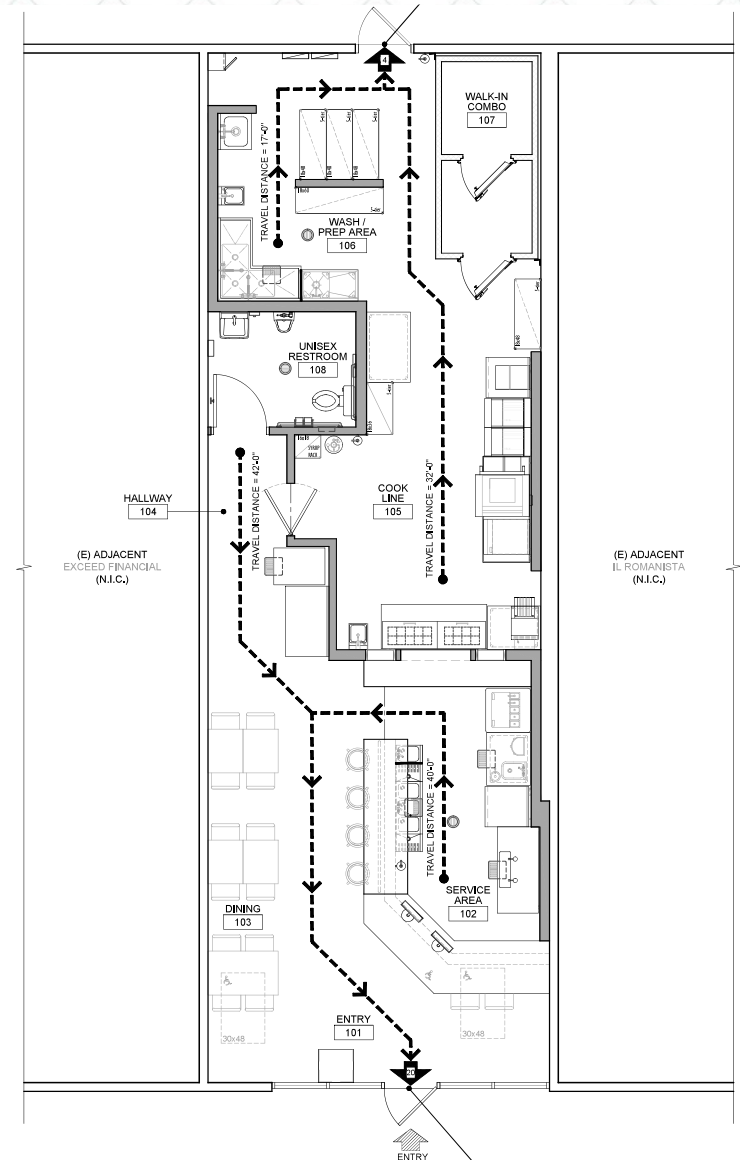 4
WALK-IN
COMBO
107
TRAVEL DISTANCE = 17'-0"
WASH /
PREP AREA
106
UNISEX
RESTROOM
108
SYRUP
RACK
HALLWAY
104
TRAVEL DISTANCE = 42'-0"
COOK
LINE
105
TRAVEL DISTANCE = 32'-0"
(E) ADJACENT
EXCEED FINANCIAL
(N.I.C.)
(E) ADJACENT
IL ROMANISTA
(N.I.C.)
TRAVEL DISTANCE = 40'-0"
SERVICE
AREA
102
DINING
103
30x48
ENTRY
101
30x48
20
ENTRY